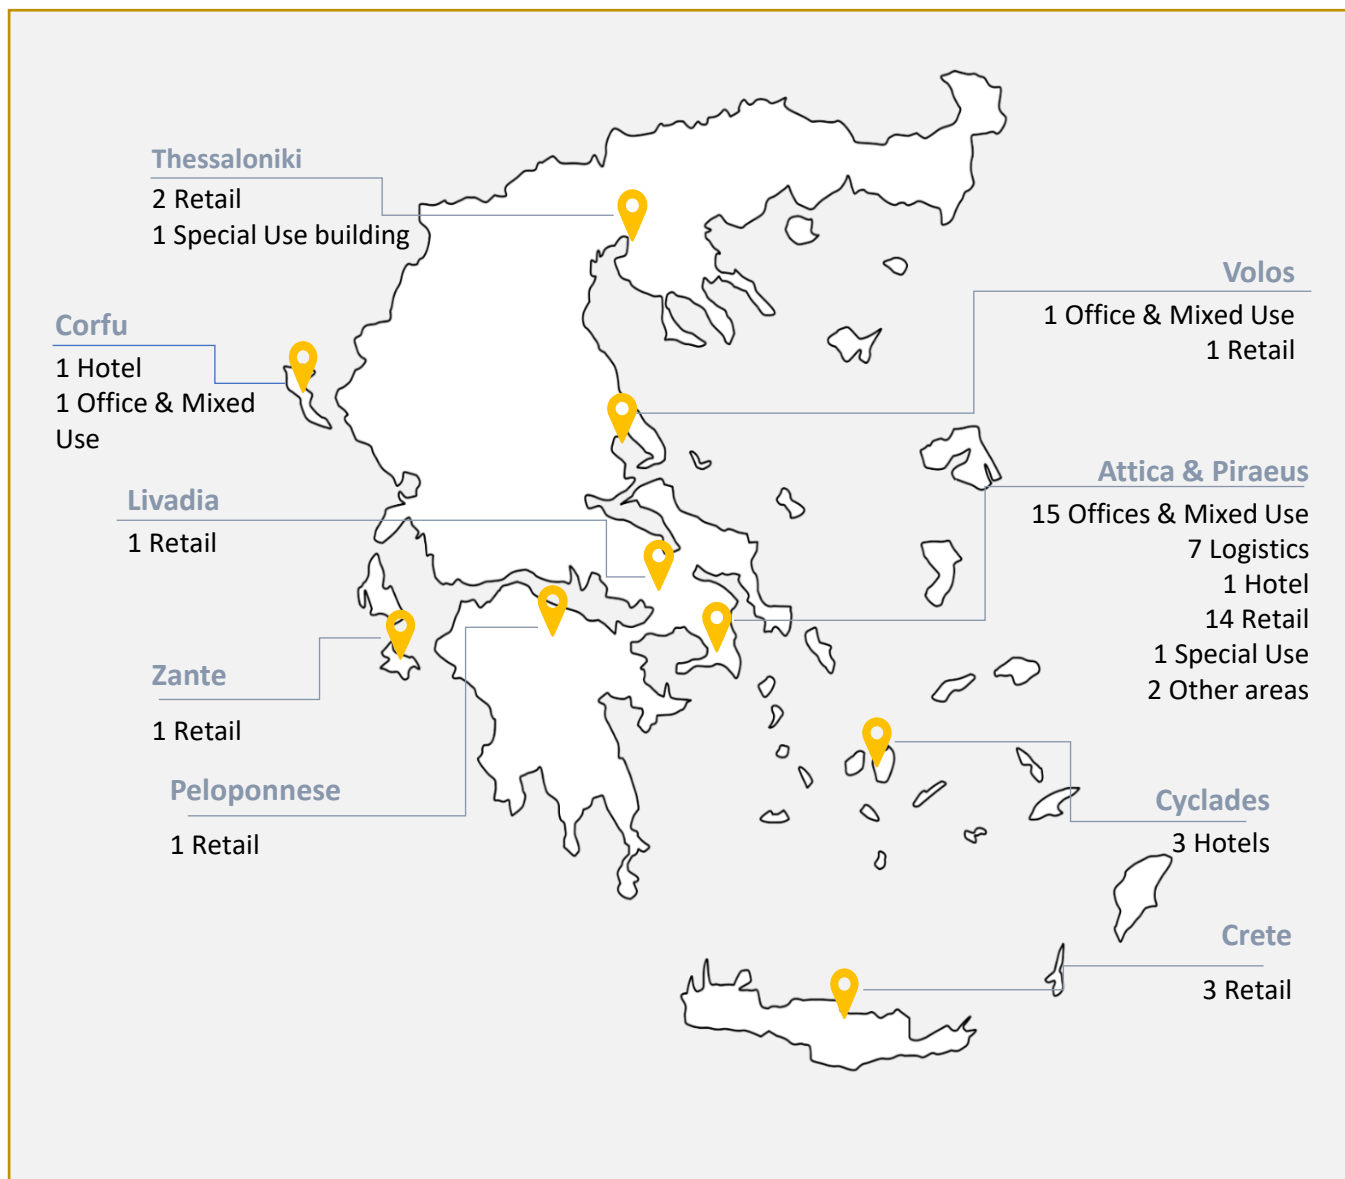 Thessaloniki
2 Retail
1 Special Use building
Corfu
1 Hotel
1 Office & Mixed
Use
Livadia
1 Retail
Zante
1 Retail
Peloponnese
1 Retail
Volos
1 Office & Mixed Use
1 Retail
Attica & Piraeus
15 Offices & Mixed Use
7 Logistics
1 Hotel
14 Retail
1 Special Use
2 Other areas
Cyclades
3 Hotels
Crete
3 Retail